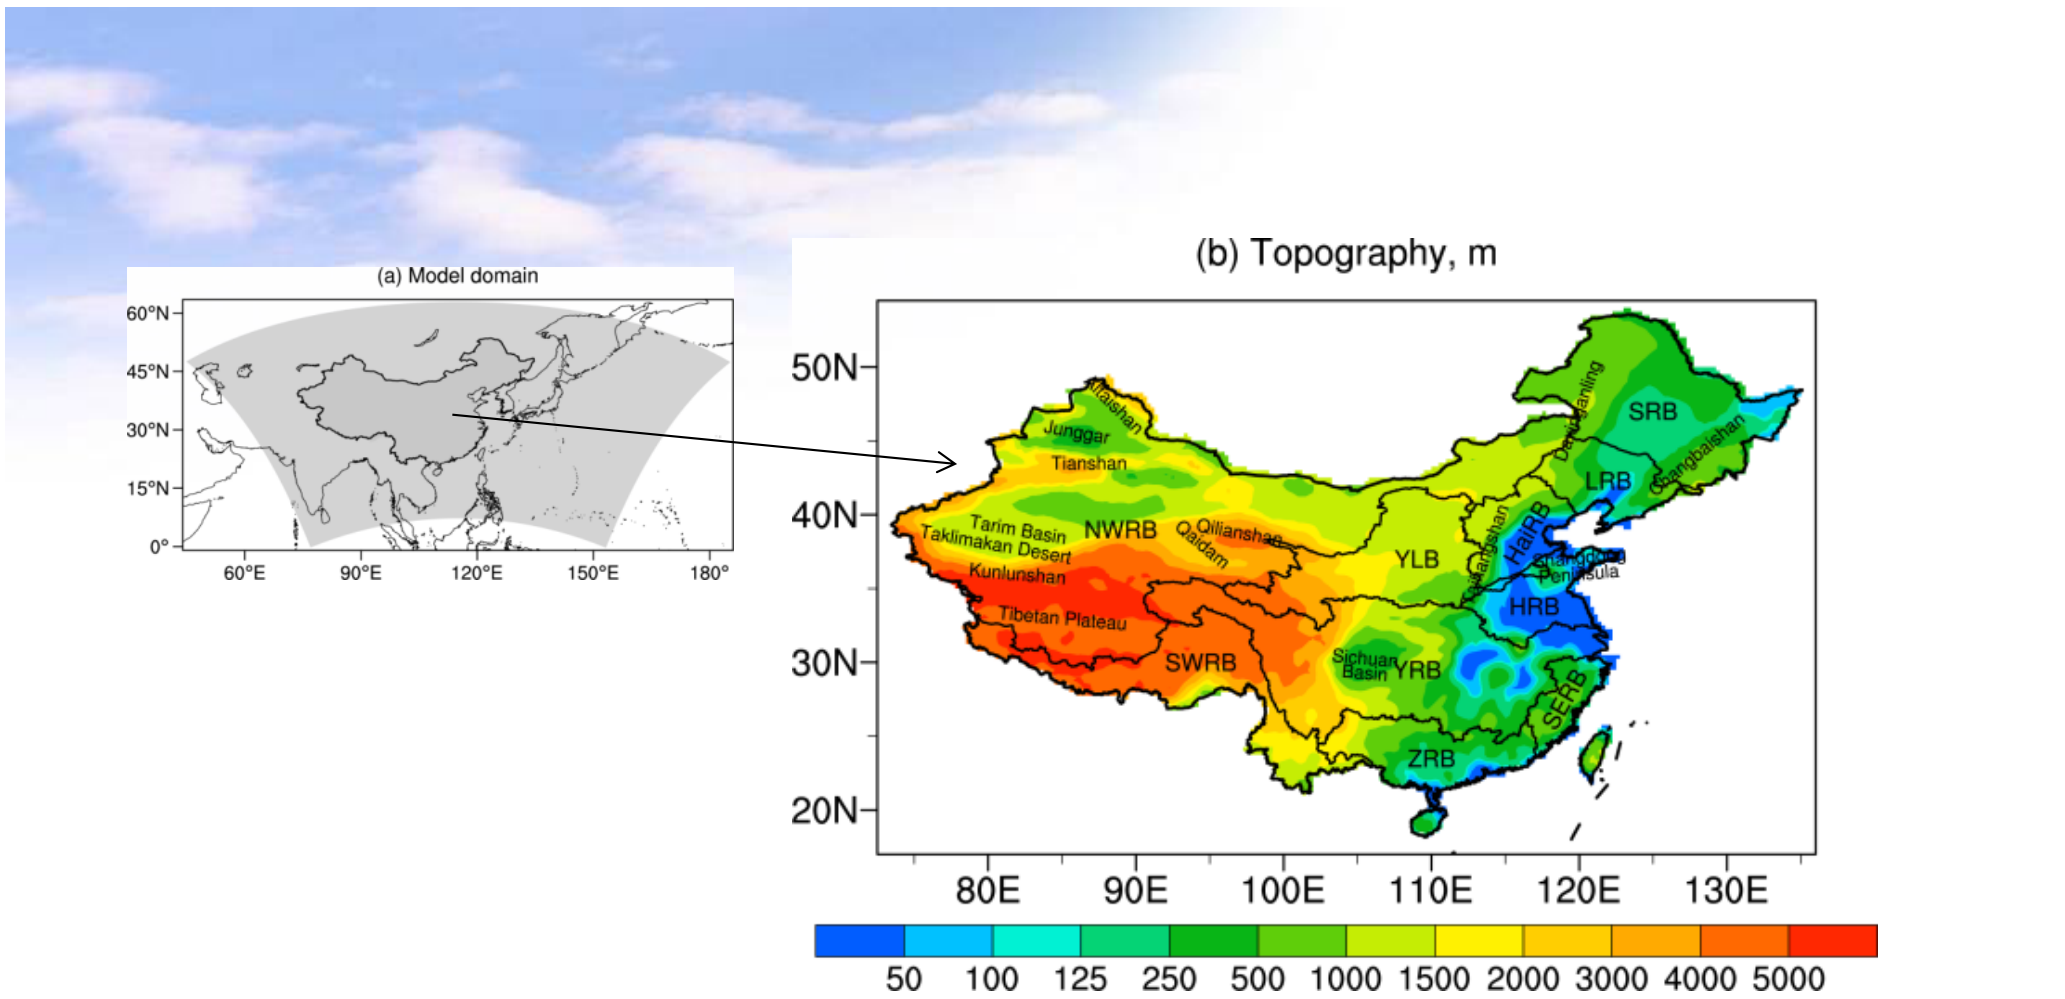 (a) Model domain
60°N
45°N
30°N
15°N
0°
60°E
90°E
120°E
150°E
180°
(b) Topography, m
50N
40N
30N
20N
80E
90E
100E
110E
120E
130E
Altaishan
Junggar
Tianshan
Tarim Basin
Taklimakan Desert
NWRB
Qilianshan
Qaidam
Kunlunshan
Tibetan Plateau
SWRB
YLB
Taihangshan
HaiRB
Shangdong
Peninsula
HRB
Sichuan
Basin
YRB
SERB
ZRB
SRB
LRB
Changbaishan
50
100
125
250
500
1000
1500
2000
3000
4000
5000